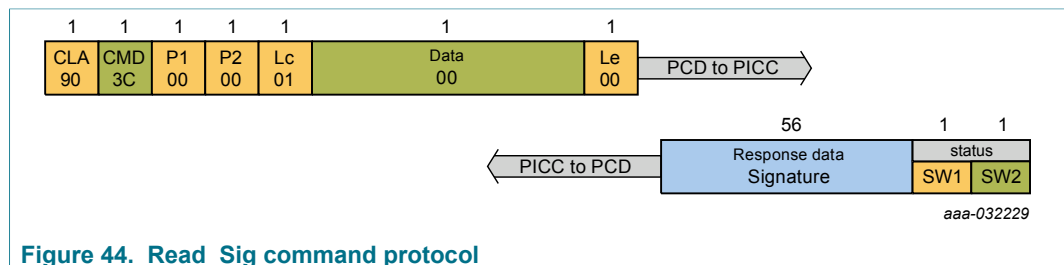 1 1 1 1 1 1 1
CLA CMD P1 P2 Lc Data Le
90 3C 00 00 01 00 00
PCD to PICC
56 1 1
PICC to PCD
Response data
Signature
status
SW1 SW2
aaa-032229
Figure 44. Read_Sig command protocol